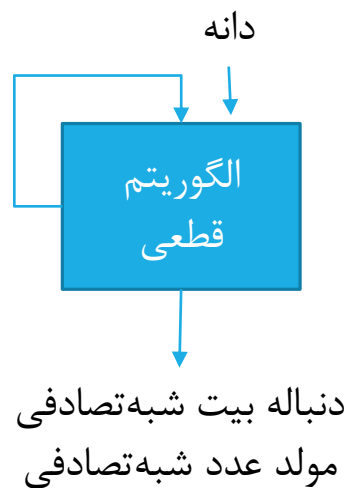 دانه
الگوریتم
قطعی
دنباله بیت شبه‌تصادفی
مولد عدد شبه‌تصادفی